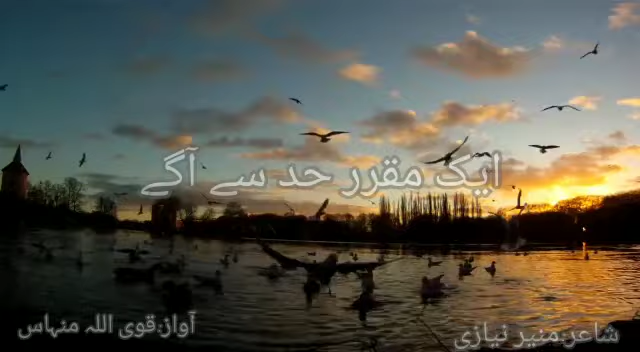 ایک مقرر حد سے آگے
شاعر:منیر نیازی
آواز:قوی اللہ منہاس